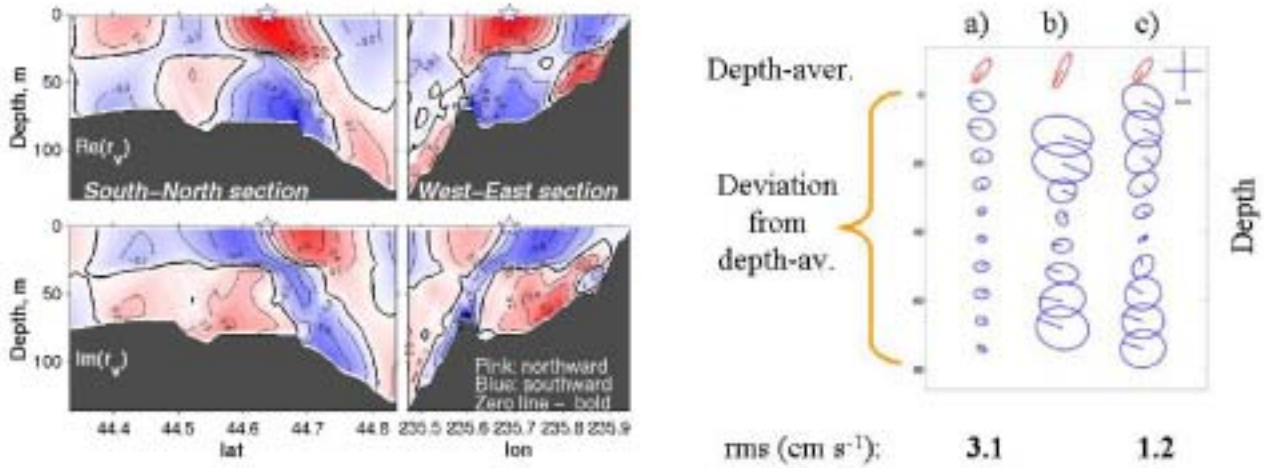 0
50
100
Depth, m
Re(r_v)
South-North section
West-East section
0
50
100
Depth, m
Im(r_v)
Pink: northward
Blue: southward
Zero line - bold
44.4 44.5 44.6 44.7 44.8 235.5 235.6 235.7 235.8 235.9
lat lon
a) b) c)
Depth-aver.
Deviation
from
depth-av.
Depth
rms (cm s⁻¹): 3.1 1.2